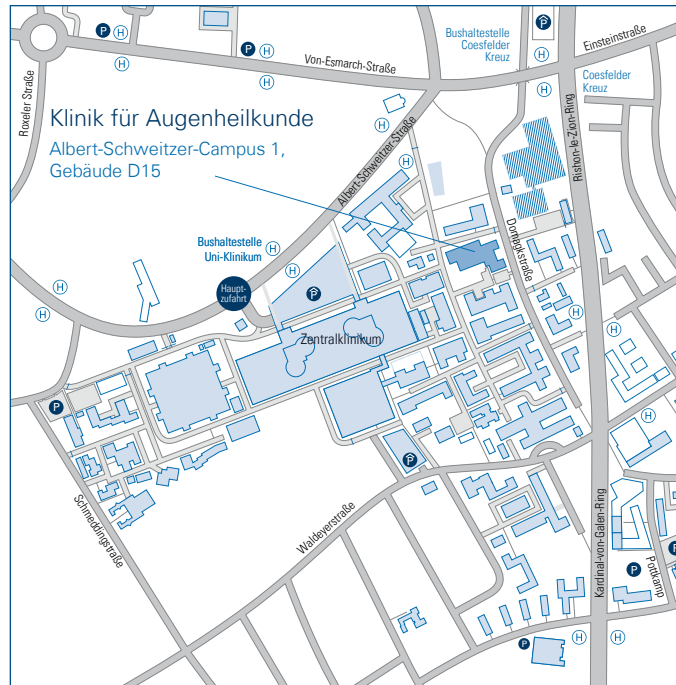 P
H
H
H
P
H
P
H
Bushaltestelle
Coesfelder
Kreuz
Einsteinstraße
Von-Esmarch-Straße
Roxeler Straße
H
H
Coesfelder
Kreuz
Klinik für Augenheilkunde
Albert-Schweitzer-Campus 1,
Gebäude D15
H
Albert-Schweitzer-Straße
H
Rishon-le-Zion-Ring
Domagkstraße
H
Bushaltestelle
Uni-Klinikum
H
H
Haupt-
zufahrt
P
H
H
H
Zentralklinikum
H
P
H
P
Schmeddingstraße
Waldeyerstraße
Kardinal-von-Galen-Ring
Pottkamp
P
P
P
H
H